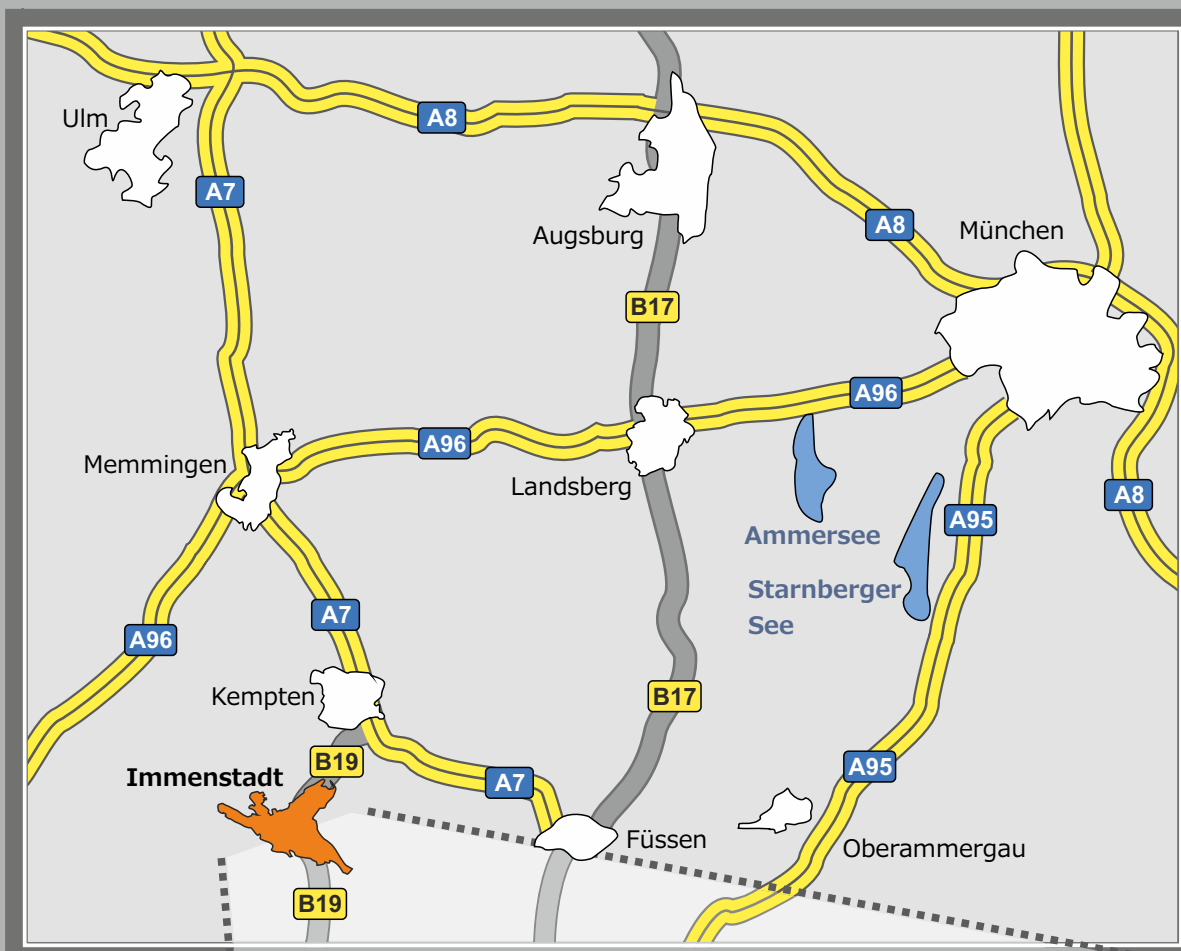 Ulm
A8
A7
Augsburg
A8
München
B17
A96
A96
Memmingen
Landsberg
A95
A8
Ammersee
Starnberger
See
A7
A96
Kempten
B17
B19
Immenstadt
A7
A95
Füssen
Oberammergau
B19